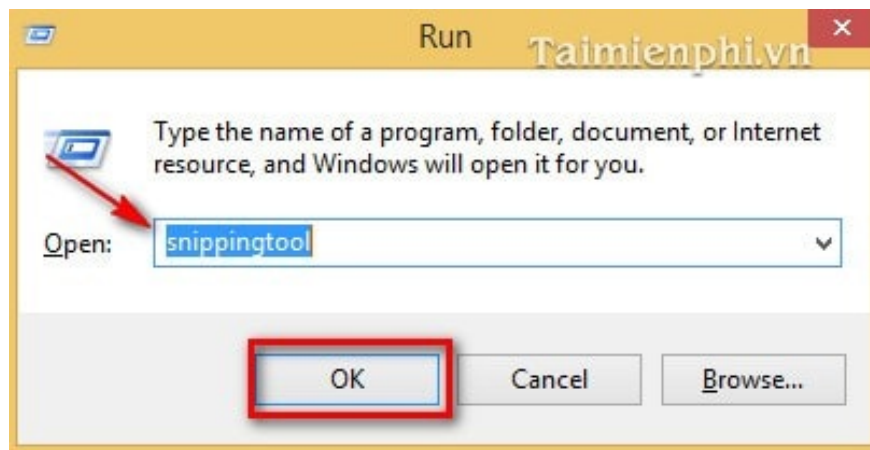 Run
Taimienphi.vn
Type the name of a program, folder, document, or Internet
resource, and Windows will open it for you.
Open: snippingtool
OK Cancel Browse...